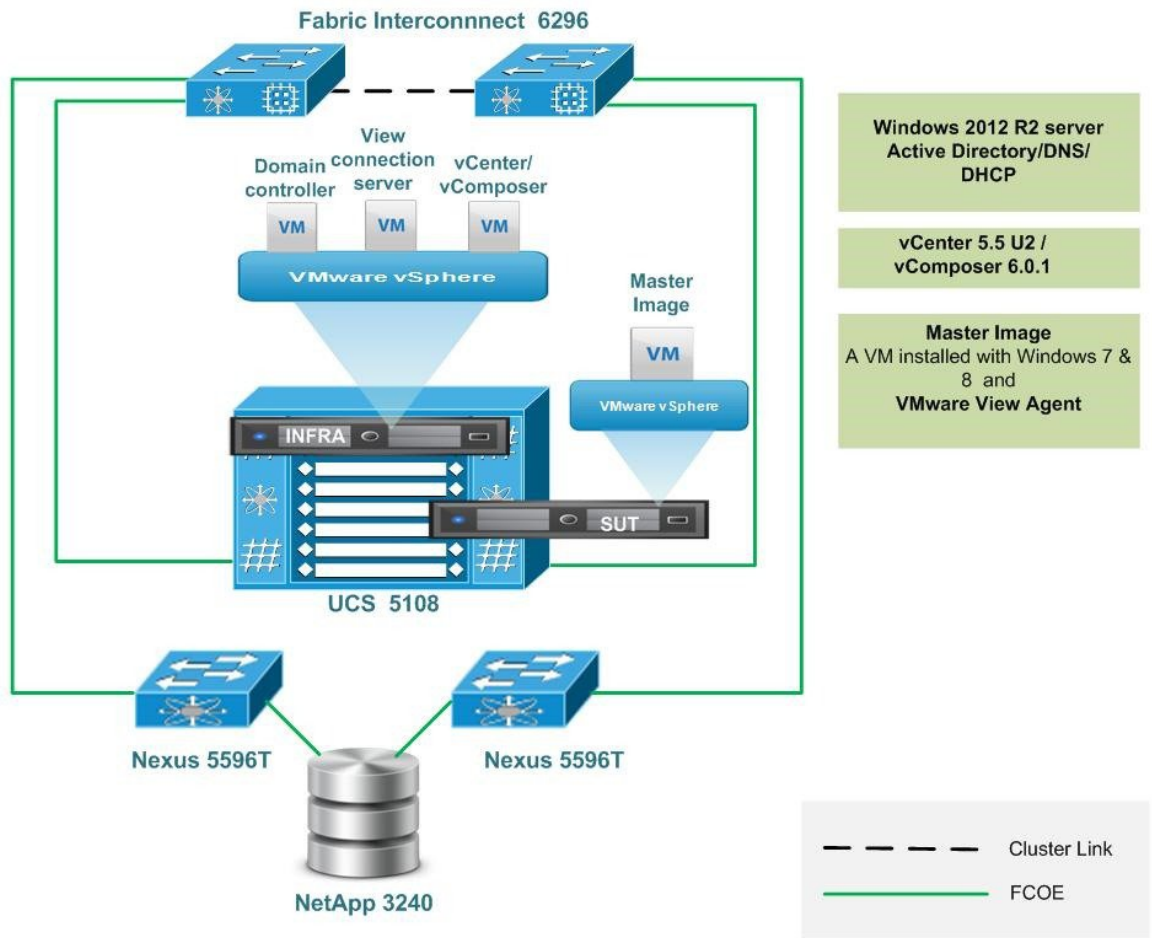 Fabric Interconnnect 6296
Domain
controller
View
connection
server
vCenter/
vComposer
VM
VM
VM
VMware vSphere
Master
Image
VM
VMware vSphere
INFRA
SUT
UCS 5108
Nexus 5596T
Nexus 5596T
NetApp 3240
Windows 2012 R2 server
Active Directory/DNS/
DHCP
vCenter 5.5 U2 /
vComposer 6.0.1
Master Image
A VM installed with Windows 7 &
8 and
VMware View Agent
Cluster Link
FCOE